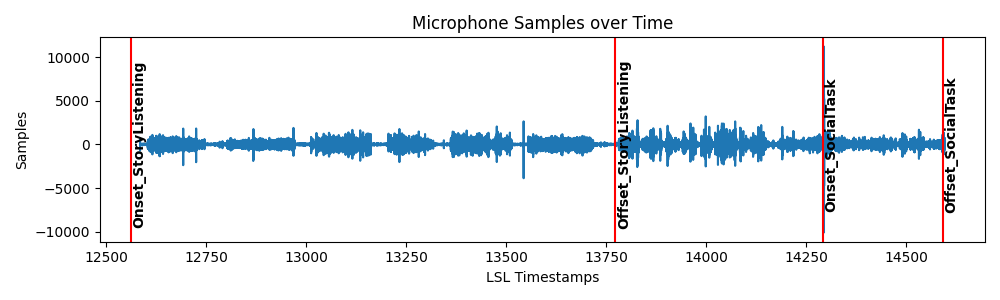 Microphone Samples over Time
Samples
10000
5000
0
−5000
−10000
Onset_StoryListening
Offset_StoryListening
Onset_SocialTask
Offset_SocialTask
12500 12750 13000 13250 13500 13750 14000 14250 14500
LSL Timestamps